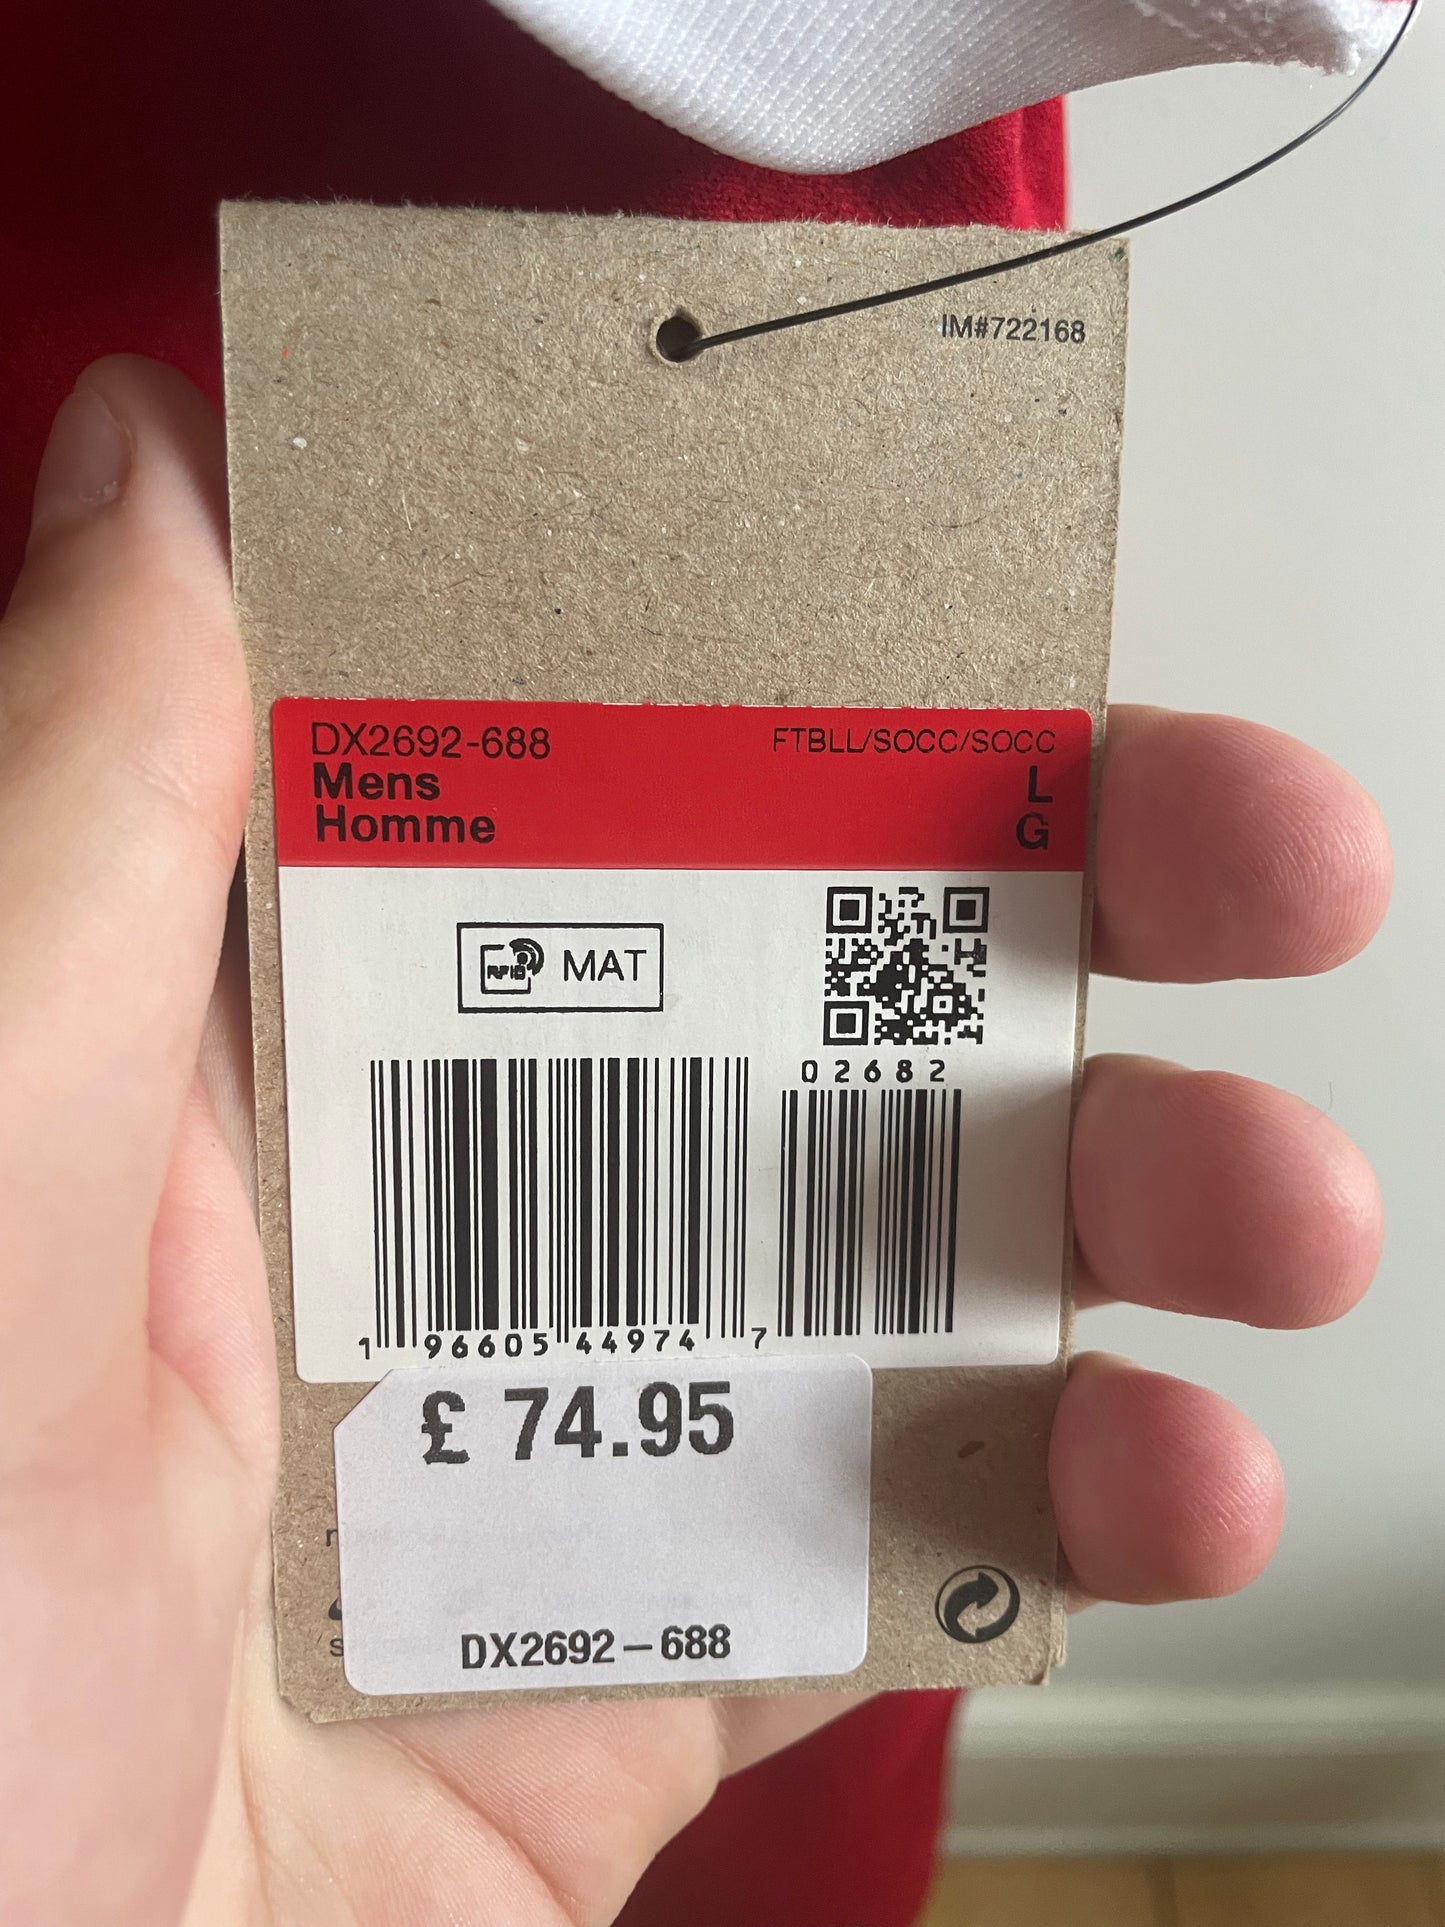 IM#722168
DX2692-688 FTBLL/SOCC/SOCC
Mens L
Homme G
RFID MAT
02682
1 96605 44974 7
£ 74.95
DX2692-688